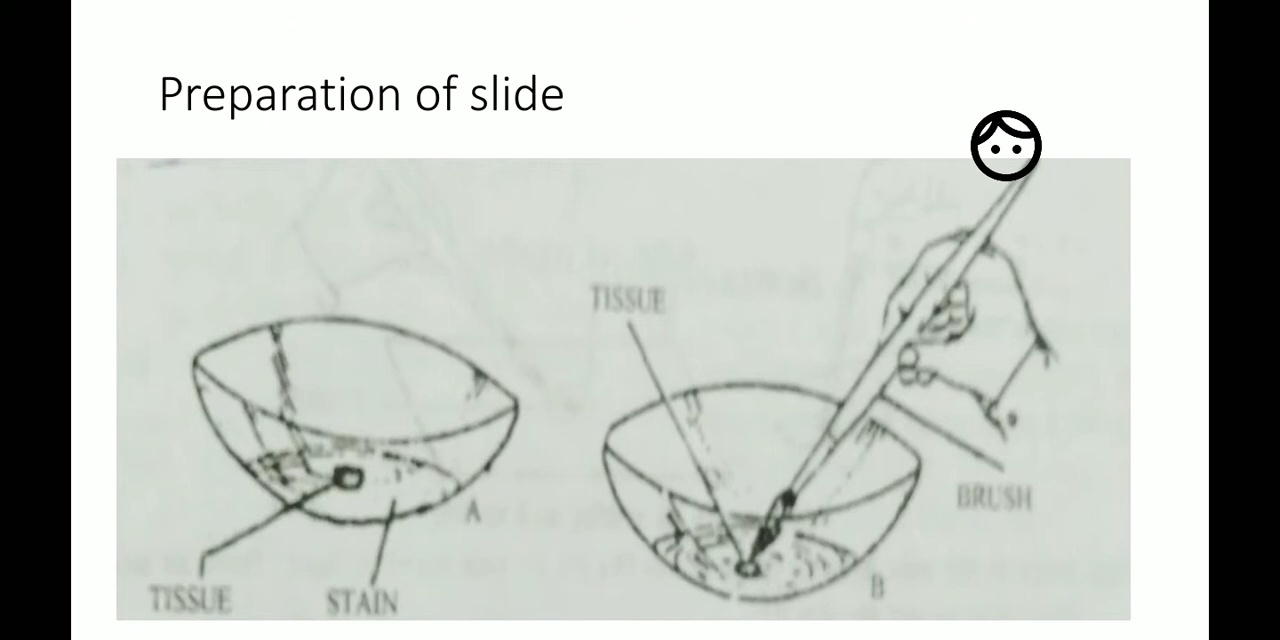 Preparation of slide
TISSUE
BRUSH
A
B
TISSUE
STAIN